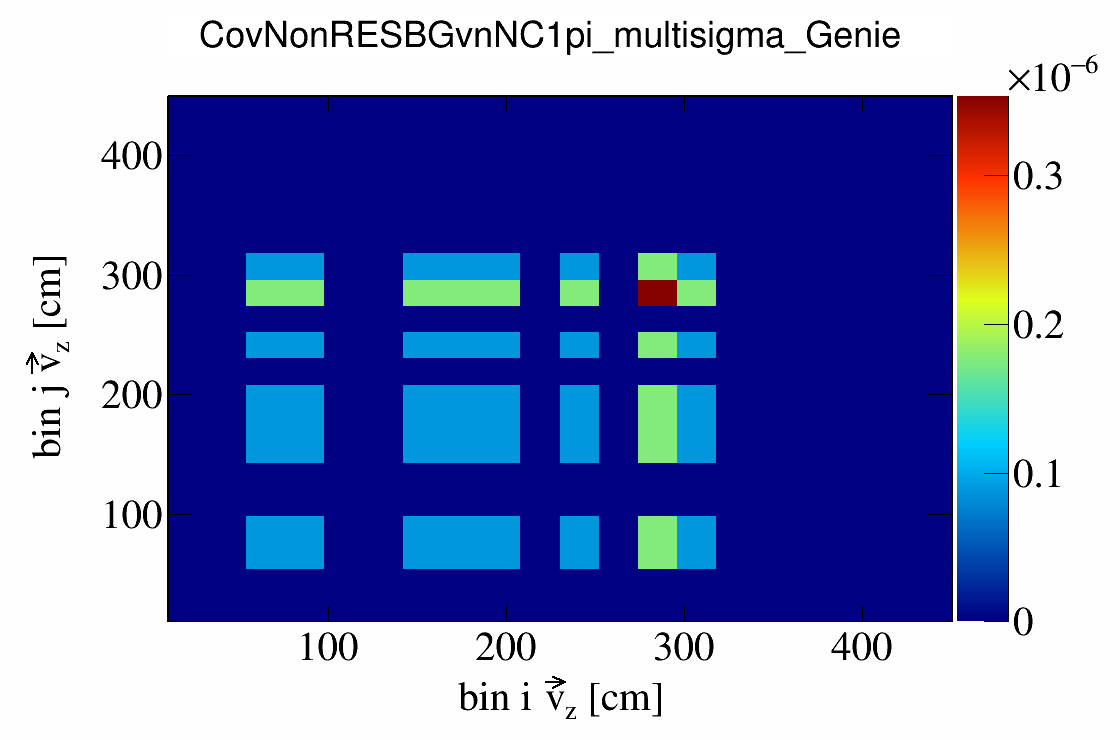 CovNonRESBGvnNC1pi_multisigma_Genie
×10⁻⁶
400
300
200
100
0.3
0.2
0.1
0
100 200 300 400
bin j v⃗z [cm]
bin i v⃗z [cm]